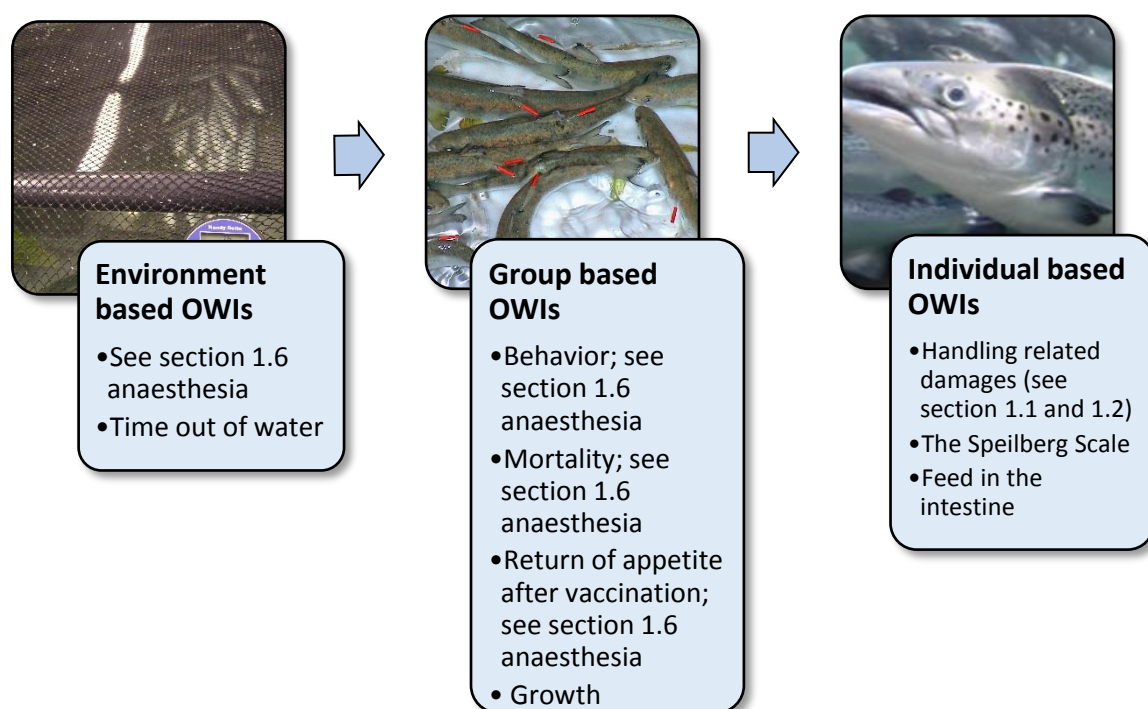 Handy Delta
Environment
based OWIs
•See section 1.6
anaesthesia
•Time out of water
Group based
OWIs
•Behavior; see
section 1.6
anaesthesia
•Mortality; see
section 1.6
anaesthesia
•Return of appetite
after vaccination;
see section 1.6
anaesthesia
• Growth
Individual based
OWIs
•Handling related
damages (see
section 1.1 and 1.2)
•The Speilberg Scale
•Feed in the
intestine